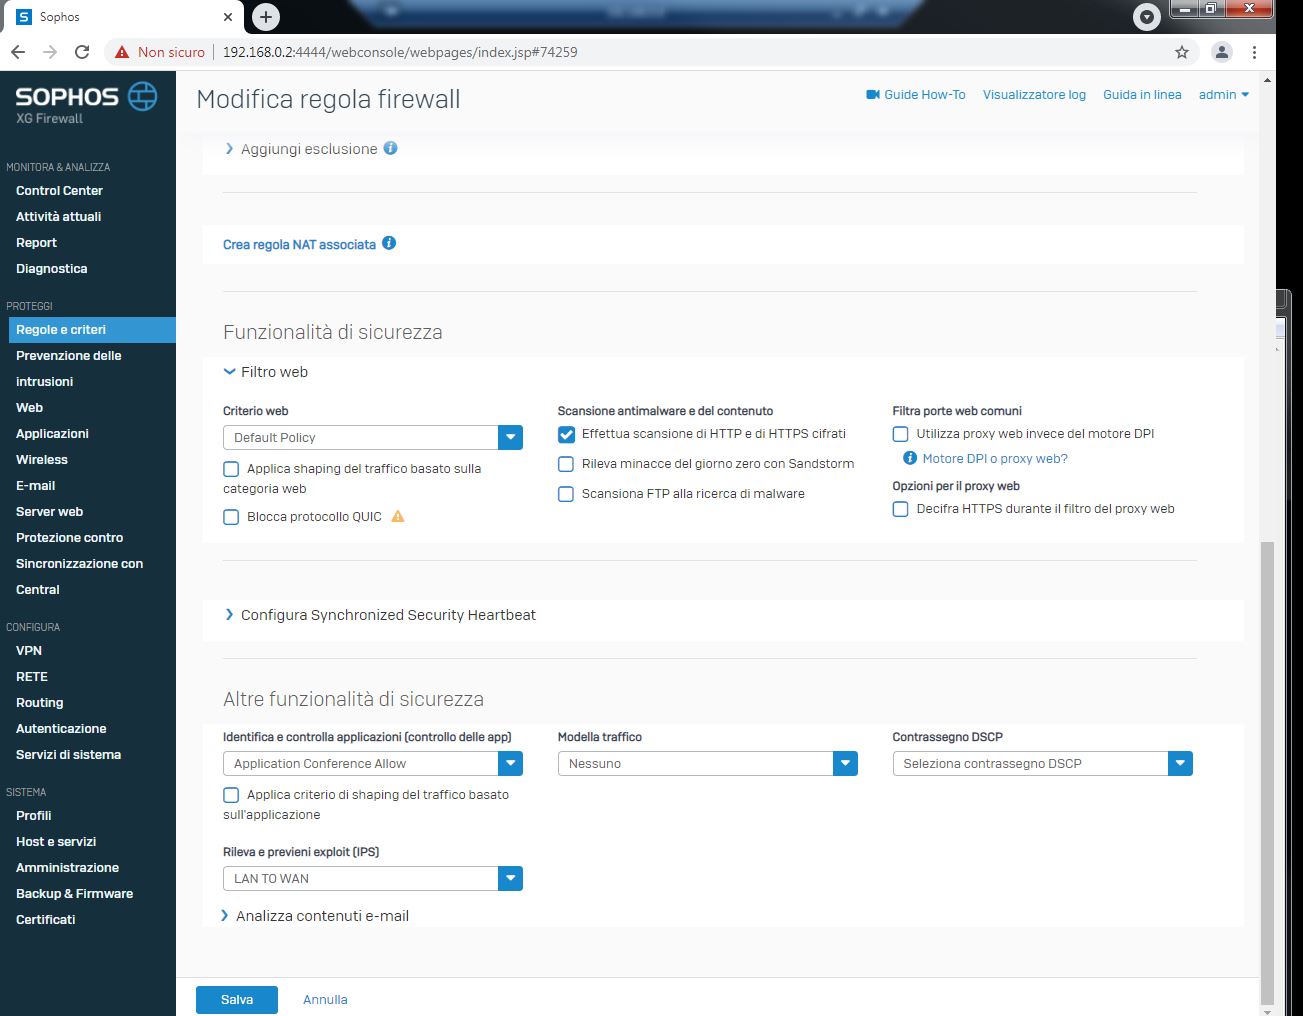 Sophos
Non sicuro
192.168.0.2:4444/webconsole/webpages/index.jsp#74259
SOPHOS
XG Firewall
Modifica regola firewall
Guide How-To
Visualizzatore log
Guida in linea
admin
MONITORA & ANALIZZA
Control Center
Attività attuali
Report
Diagnostica
PROTEGGI
Regole e criteri
Prevenzione delle
intrusioni
Web
Applicazioni
Wireless
E-mail
Server web
Protezione contro
Sincronizzazione con
Central
CONFIGURA
VPN
RETE
Routing
Autenticazione
Servizi di sistema
SISTEMA
Profili
Host e servizi
Amministrazione
Backup & Firmware
Certificati
Aggiungi esclusione
Crea regola NAT associata
Funzionalità di sicurezza
Filtro web
Criterio web
Default Policy
Applica shaping del traffico basato sulla
categoria web
Blocca protocollo QUIC
Scansione antimalware e del contenuto
Effettua scansione di HTTP e di HTTPS cifrati
Rileva minacce del giorno zero con Sandstorm
Scansiona FTP alla ricerca di malware
Filtra porte web comuni
Utilizza proxy web invece del motore DPI
Motore DPI o proxy web?
Opzioni per il proxy web
Decifra HTTPS durante il filtro del proxy web
Configura Synchronized Security Heartbeat
Altre funzionalità di sicurezza
Identifica e controlla applicazioni (controllo delle app)
Application Conference Allow
Applica criterio di shaping del traffico basato
sull'applicazione
Modella traffico
Nessuno
Contrassegno DSCP
Seleziona contrassegno DSCP
Rileva e previeni exploit (IPS)
LAN TO WAN
Analizza contenuti e-mail
Salva
Annulla